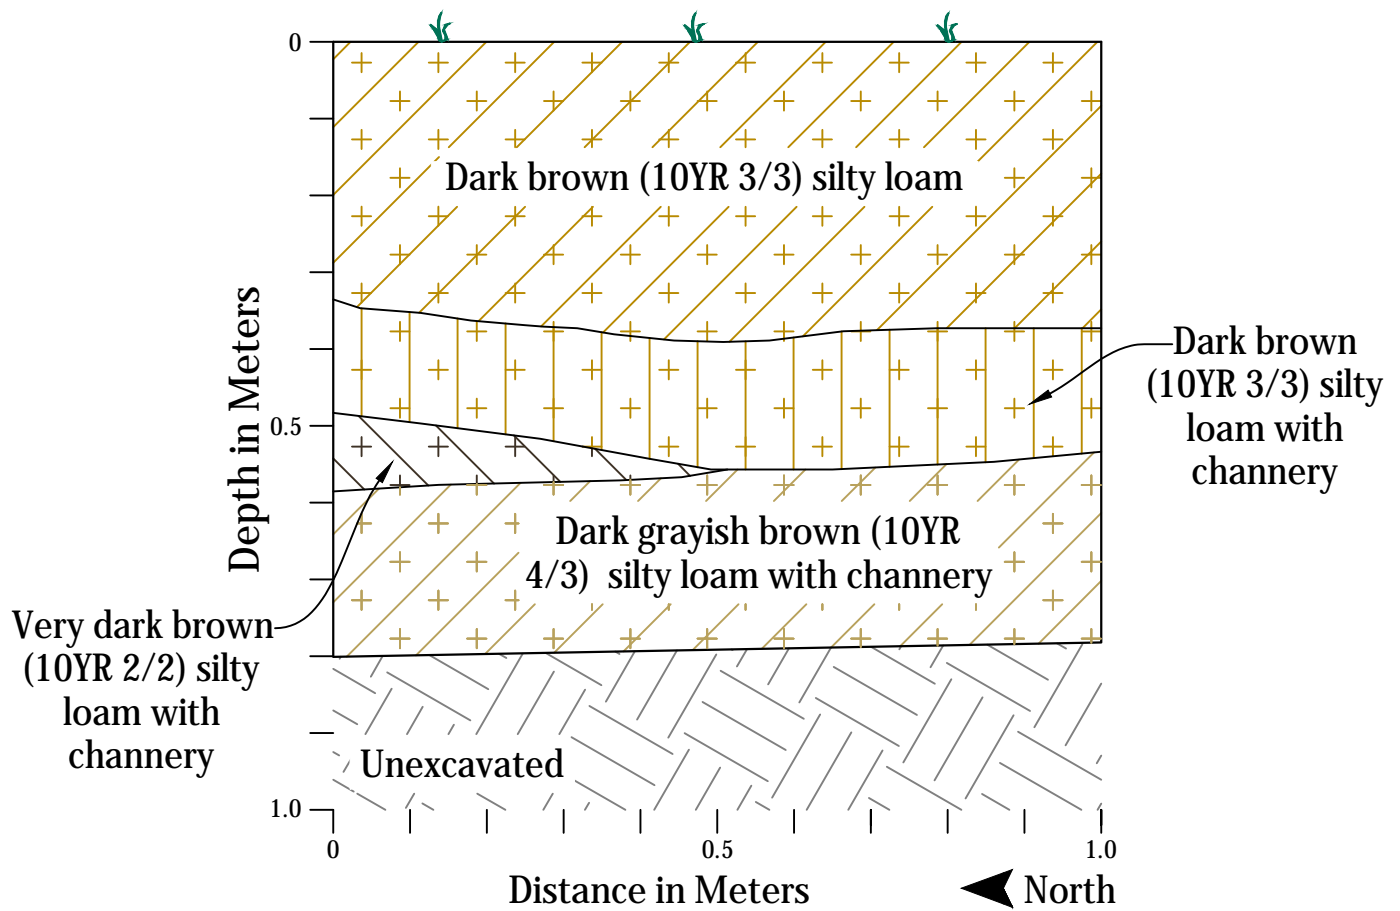 0
Dark brown (10YR 3/3) silty loam
Depth in Meters
Dark brown
(10YR 3/3) silty
loam with
channery
0.5
Dark grayish brown (10YR
4/3) silty loam with channery
Very dark brown
(10YR 2/2) silty
loam with
channery
Unexcavated
1.0
0 0.5 1.0
Distance in Meters
North